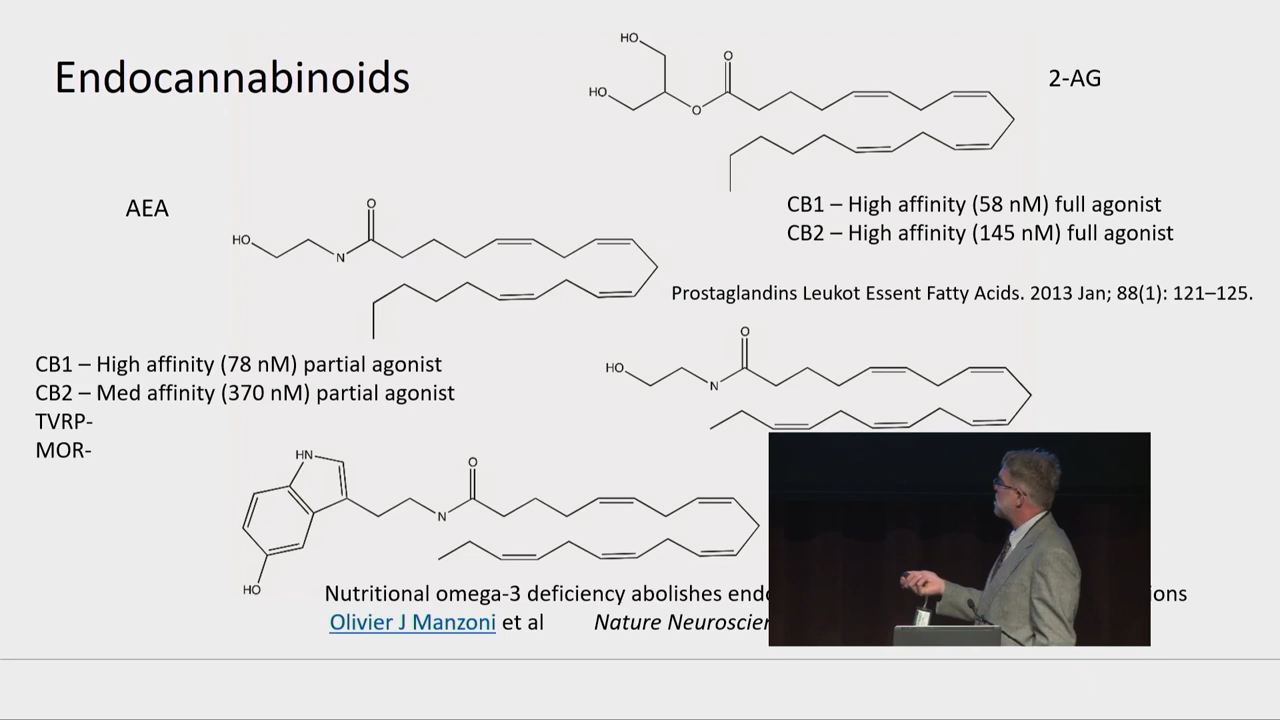 Endocannabinoids
2-AG
HO
O
HO
O
CB1 – High affinity (58 nM) full agonist
CB2 – High affinity (145 nM) full agonist
AEA
O
HO
N
Prostaglandins Leukot Essent Fatty Acids. 2013 Jan; 88(1): 121–125.
CB1 – High affinity (78 nM) partial agonist
CB2 – Med affinity (370 nM) partial agonist
TVRP-
MOR-
O
HO
N
HN
O
N
HO
Nutritional omega-3 deficiency abolishes ions
Olivier J Manzoni et al Nature